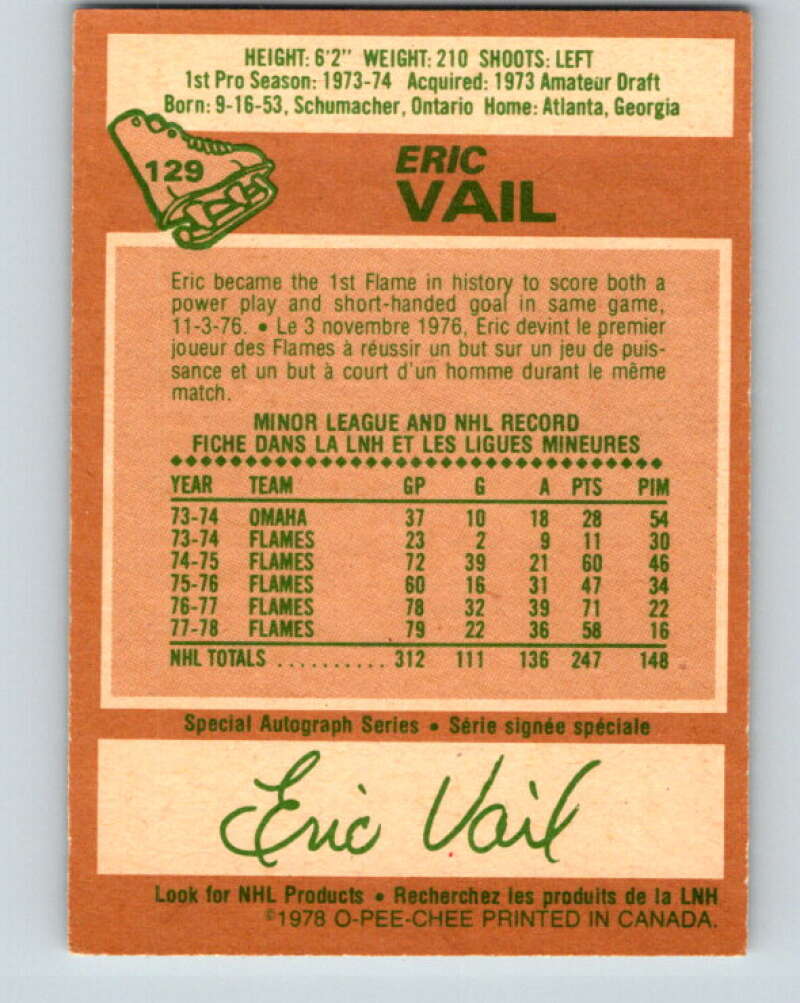 HEIGHT: 6'2" WEIGHT: 210 SHOOTS: LEFT
1st Pro Season: 1973-74 Acquired: 1973 Amateur Draft
Born: 9-16-53, Schumacher, Ontario Home: Atlanta, Georgia
129
ERIC
VAIL
Eric became the 1st Flame in history to score both a
power play and short-handed goal in same game,
11-3-76. • Le 3 novembre 1976, Eric devint le premier
joueur des Flames à réussir un but sur un jeu de puis-
sance et un but à court d'un homme durant le même
match.
MINOR LEAGUE AND NHL RECORD
FICHE DANS LA LNH ET LES LIGUES MINEURES
YEAR TEAM GP G A PTS PIM
73-74 OMAHA 37 10 18 28 54
73-74 FLAMES 23 2 9 11 30
74-75 FLAMES 72 39 21 60 46
75-76 FLAMES 60 16 31 47 34
76-77 FLAMES 78 32 39 71 22
77-78 FLAMES 79 22 36 58 16
NHL TOTALS .......... 312 111 136 247 148
Special Autograph Series • Série signée spéciale
Eric Vail
Look for NHL Products • Recherchez les produits de la LNH
©1978 O-PEE-CHEE PRINTED IN CANADA.